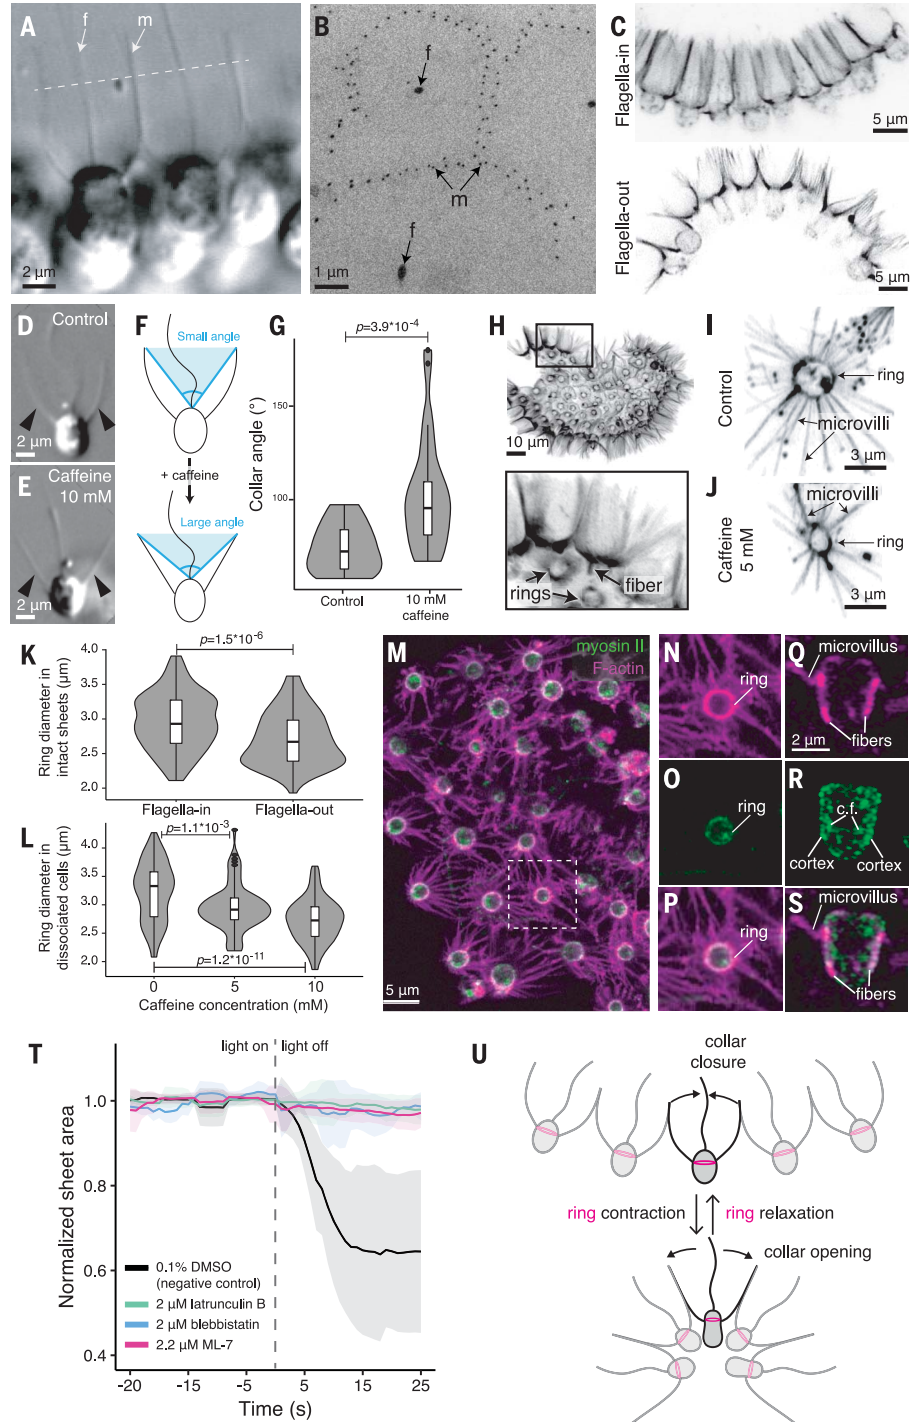 A
f
m
2 μm
B
f
m
f
1 μm
C
Flagella-in
5 μm
Flagella-out
5 μm
D
Control
2 μm
E
Caffeine
10 mM
2 μm
F
Small angle
+ caffeine
Large angle
G
p=3.9*10-4
Collar angle (°)
150
100
Control
10 mM
caffeine
H
10 μm
rings
fiber
I
Control
ring
microvilli
3 μm
J
Caffeine
5 mM
microvilli
ring
3 μm
K
p=1.5*10-6
Ring diameter in
intact sheets (μm)
4.0
3.5
3.0
2.5
2.0
Flagella-in
Flagella-out
L
p=1.1*10-3
Ring diameter in
dissociated cells (μm)
4.0
3.5
3.0
2.5
2.0
p=1.2*10-11
0
5
10
Caffeine concentration (mM)
M
myosin II
F-actin
5 μm
N
ring
O
ring
P
ring
Q
microvillus
fibers
2 μm
R
c.f.
cortex
cortex
S
microvillus
fibers
T
light on
light off
Normalized sheet area
1.0
0.8
0.6
0.4
0.1% DMSO
(negative control)
2 μM latrunculin B
2 μM blebbistatin
2.2 μM ML-7
-20
-15
-5
5
15
25
Time (s)
U
collar
closure
ring contraction
ring relaxation
collar opening